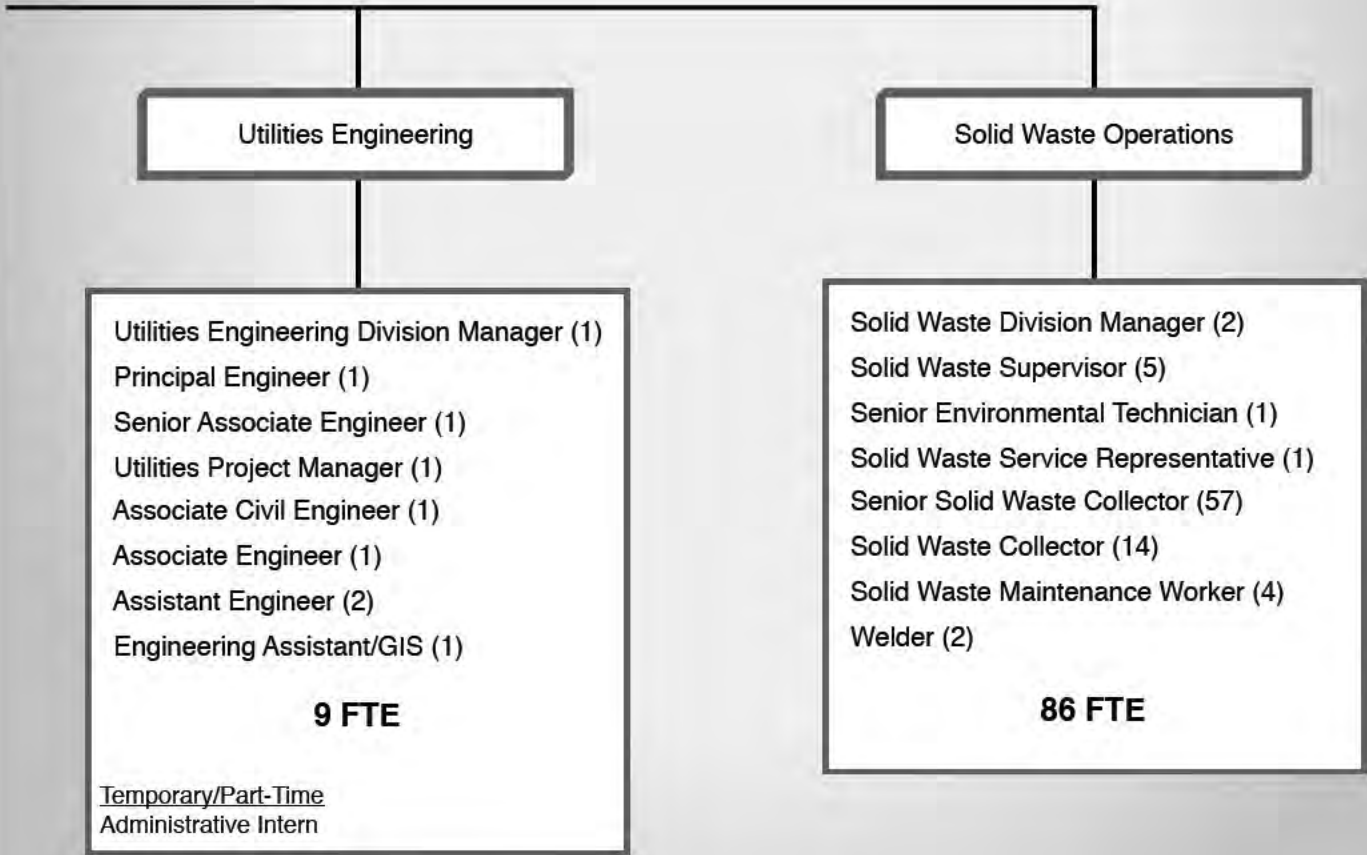 Utilities Engineering
Utilities Engineering Division Manager (1)
Principal Engineer (1)
Senior Associate Engineer (1)
Utilities Project Manager (1)
Associate Civil Engineer (1)
Associate Engineer (1)
Assistant Engineer (2)
Engineering Assistant/GIS (1)
9 FTE
Temporary/Part-Time
Administrative Intern
Solid Waste Operations
Solid Waste Division Manager (2)
Solid Waste Supervisor (5)
Senior Environmental Technician (1)
Solid Waste Service Representative (1)
Senior Solid Waste Collector (57)
Solid Waste Collector (14)
Solid Waste Maintenance Worker (4)
Welder (2)
86 FTE